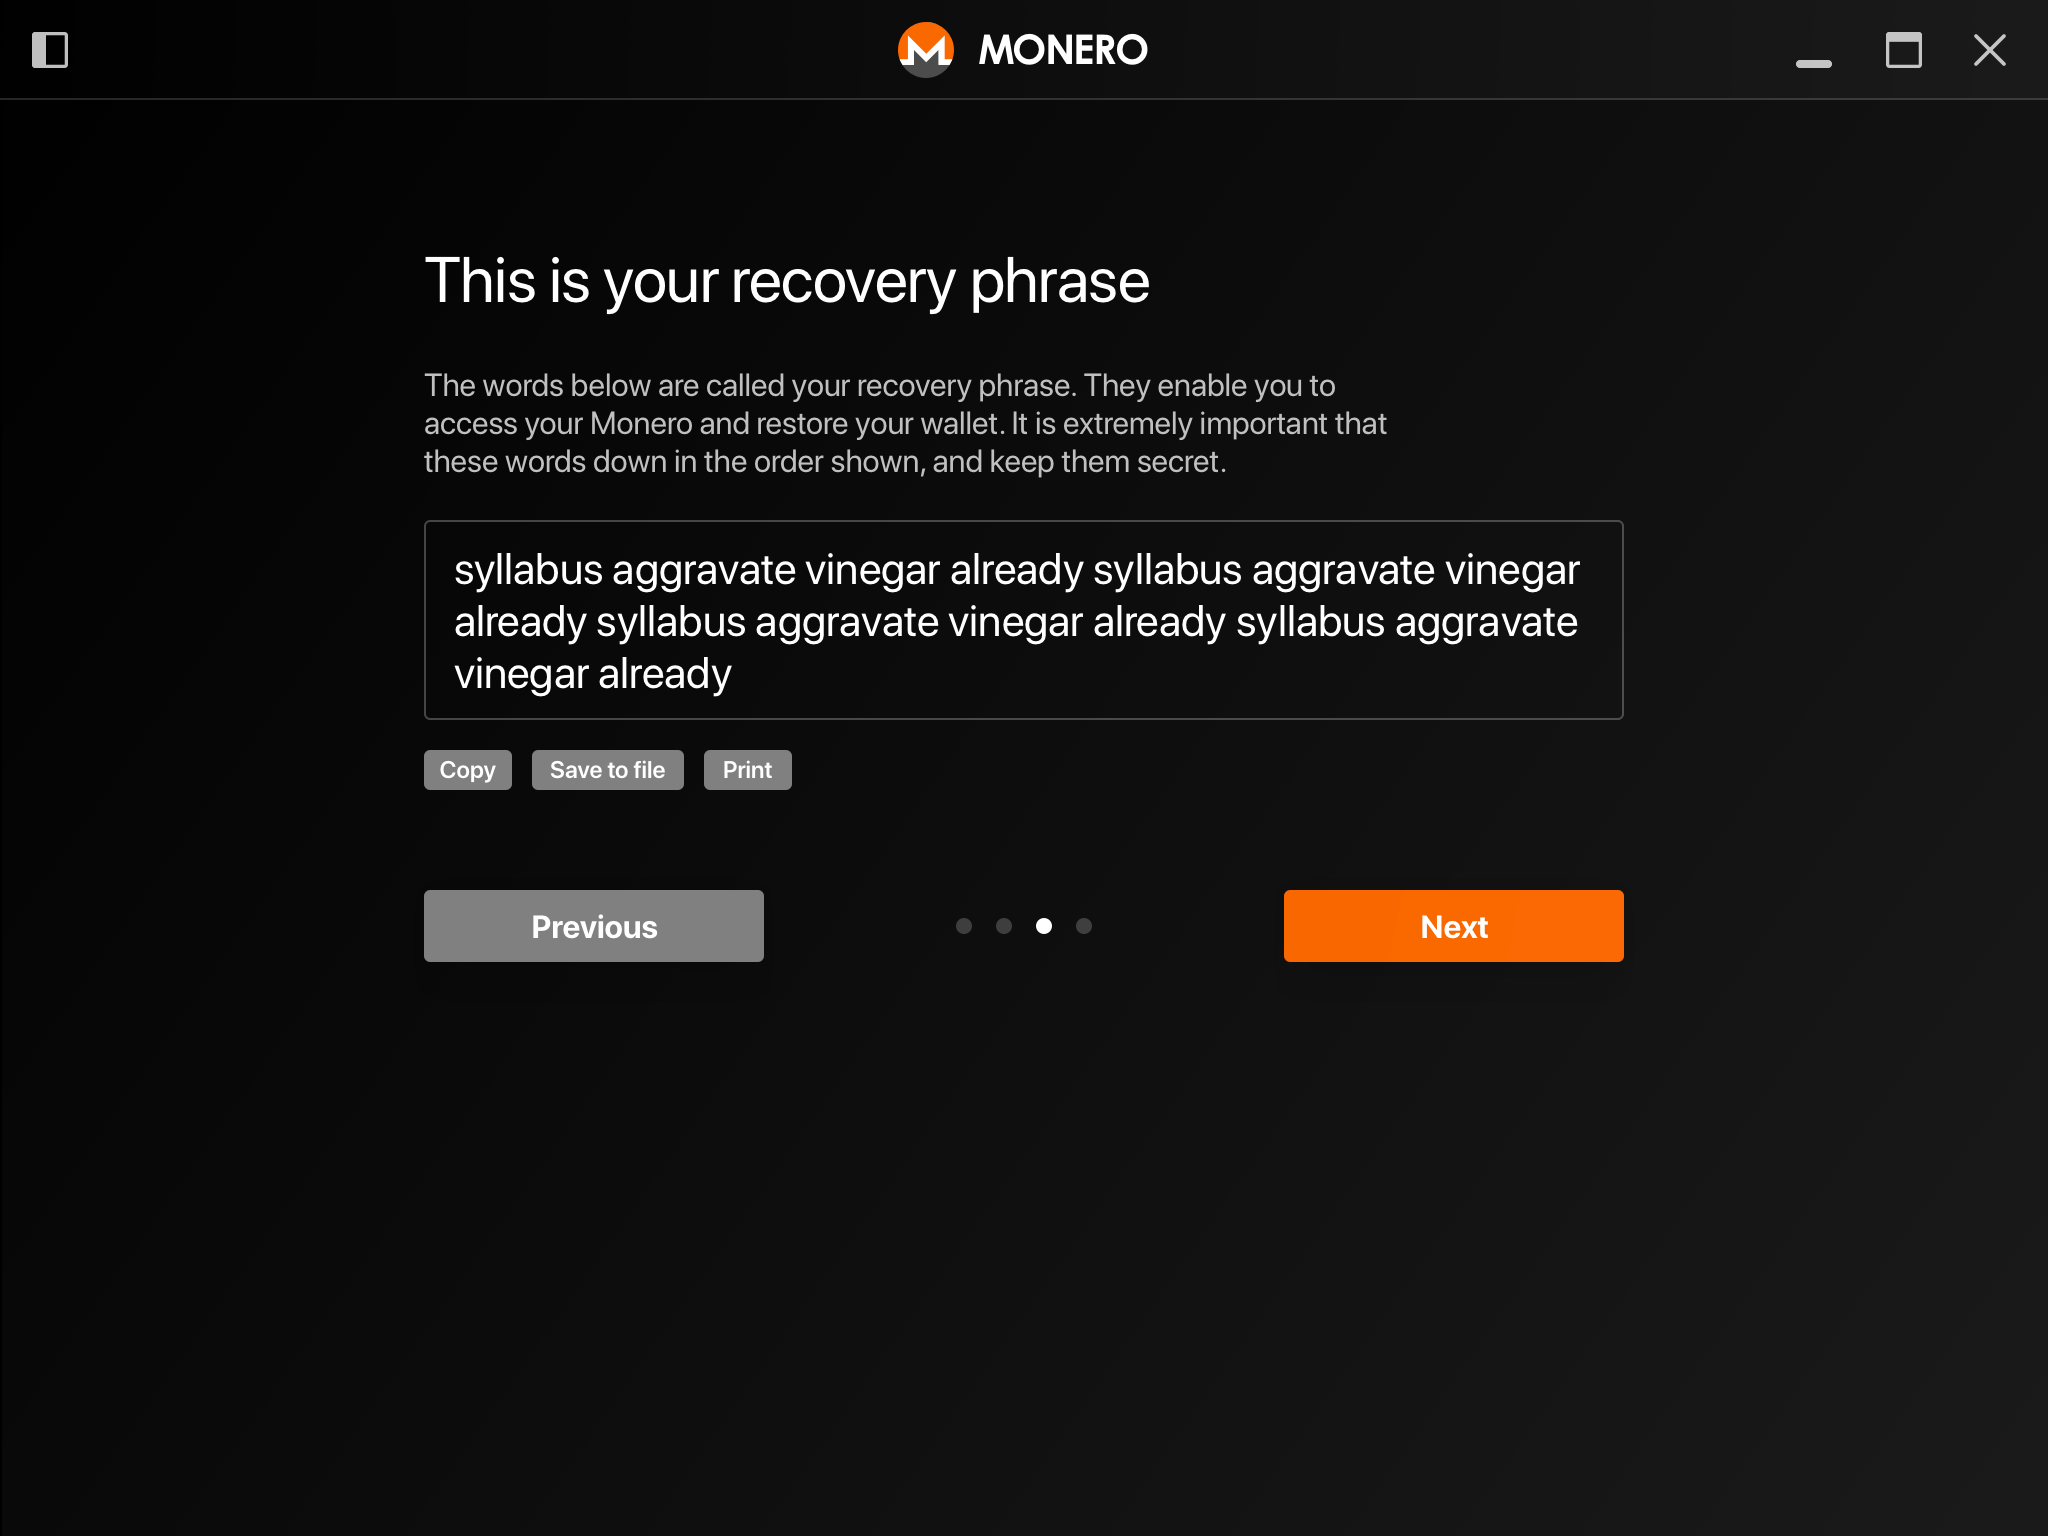 MONERO
This is your recovery phrase
The words below are called your recovery phrase. They enable you to
access your Monero and restore your wallet. It is extremely important that
these words down in the order shown, and keep them secret.
syllabus aggravate vinegar already syllabus aggravate vinegar
already syllabus aggravate vinegar already syllabus aggravate
vinegar already
Copy Save to file Print
Previous Next